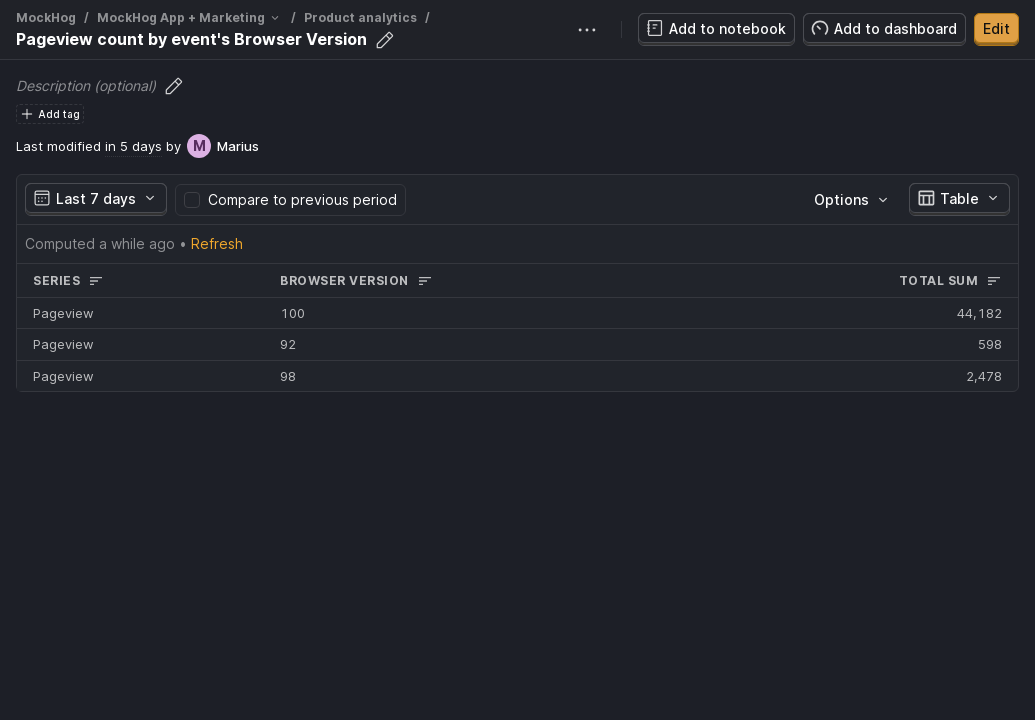 MockHog / MockHog App + Marketing / Product analytics /
Pageview count by event's Browser Version
Add to notebook
Add to dashboard
Edit
Description (optional)
Add tag
Last modified in 5 days by M Marius
Last 7 days
Compare to previous period
Options
Table
Computed a while ago • Refresh
SERIES BROWSER VERSION TOTAL SUM
Pageview 100 44,182
Pageview 92 598
Pageview 98 2,478